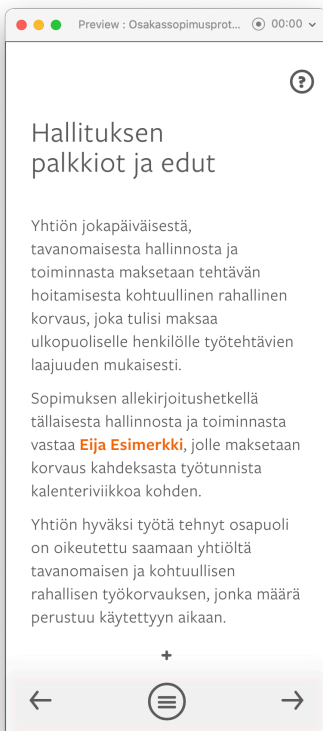 Preview : Osakassopimusprot... 00:00
?
Hallituksen
palkkiot ja edut
Yhtiön jokapäiväisestä,
tavanomaisesta hallinnosta ja
toiminnasta maksetaan tehtävän
hoitamisesta kohtuullinen rahallinen
korvaus, joka tulisi maksaa
ulkopuoliselle henkilölle työtehtävien
laajuuden mukaisesti.
Sopimuksen allekirjoitushetkellä
tällaisesta hallinnosta ja toiminnasta
vastaa Eija Esimerkki, jolle maksetaan
korvaus kahdeksasta työtunnista
kalenteriviikkoa kohden.
Yhtiön hyväksi työtä tehnyt osapuoli
on oikeutettu saamaan yhtiöltä
tavanomaisen ja kohtuullisen
rahallisen työkorvauksen, jonka määrä
perustuu käytettyyn aikaan.
+